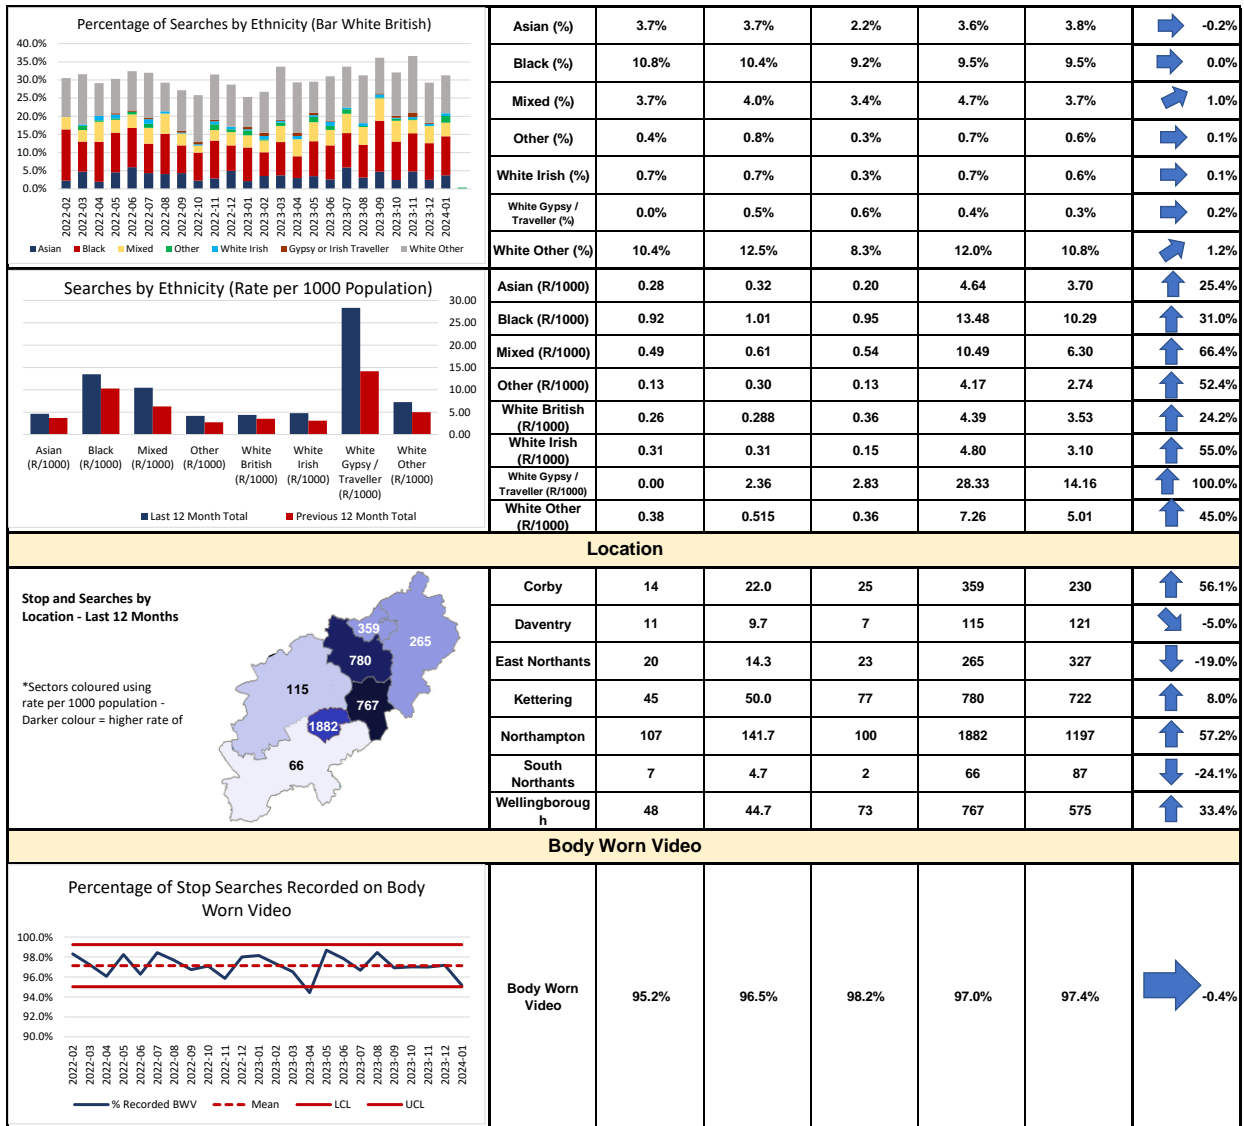 Percentage of Searches by Ethnicity (Bar White British)
40.0%
35.0%
30.0%
25.0%
20.0%
15.0%
10.0%
5.0%
0.0%
2022-02
2022-03
2022-04
2022-05
2022-06
2022-07
2022-08
2022-09
2022-10
2022-11
2022-12
2023-01
2023-02
2023-03
2023-04
2023-05
2023-06
2023-07
2023-08
2023-09
2023-10
2023-11
2023-12
2024-01
Asian Black Mixed Other White Irish Gypsy or Irish Traveller White Other
Asian (%) 3.7% 3.7% 2.2% 3.6% 3.8% -0.2%
Black (%) 10.8% 10.4% 9.2% 9.5% 9.5% 0.0%
Mixed (%) 3.7% 4.0% 3.4% 4.7% 3.7% 1.0%
Other (%) 0.4% 0.8% 0.3% 0.7% 0.6% 0.1%
White Irish (%) 0.7% 0.7% 0.3% 0.7% 0.6% 0.1%
White Gypsy /
Traveller (%) 0.0% 0.5% 0.6% 0.4% 0.3% 0.2%
White Other (%) 10.4% 12.5% 8.3% 12.0% 10.8% 1.2%
Searches by Ethnicity (Rate per 1000 Population)
30.00
25.00
20.00
15.00
10.00
5.00
0.00
Asian
(R/1000)
Black
(R/1000)
Mixed
(R/1000)
Other
(R/1000)
White
British
(R/1000)
White
Irish
(R/1000)
White
Gypsy /
Traveller
(R/1000)
White
Other
(R/1000)
Last 12 Month Total Previous 12 Month Total
Asian (R/1000) 0.28 0.32 0.20 4.64 3.70 25.4%
Black (R/1000) 0.92 1.01 0.95 13.48 10.29 31.0%
Mixed (R/1000) 0.49 0.61 0.54 10.49 6.30 66.4%
Other (R/1000) 0.13 0.30 0.13 4.17 2.74 52.4%
White British
(R/1000) 0.26 0.288 0.36 4.39 3.53 24.2%
White Irish
(R/1000) 0.31 0.31 0.15 4.80 3.10 55.0%
White Gypsy /
Traveller (R/1000) 0.00 2.36 2.83 28.33 14.16 100.0%
White Other
(R/1000) 0.38 0.515 0.36 7.26 5.01 45.0%
Location
Stop and Searches by
Location - Last 12 Months
*Sectors coloured using
rate per 1000 population -
Darker colour = higher rate of
359
265
780
115
767
1882
66
Corby 14 22.0 25 359 230 56.1%
Daventry 11 9.7 7 115 121 -5.0%
East Northants 20 14.3 23 265 327 -19.0%
Kettering 45 50.0 77 780 722 8.0%
Northampton 107 141.7 100 1882 1197 57.2%
South
Northants 7 4.7 2 66 87 -24.1%
Wellingboroug
h 48 44.7 73 767 575 33.4%
Body Worn Video
Percentage of Stop Searches Recorded on Body
Worn Video
100.0%
98.0%
96.0%
94.0%
92.0%
90.0%
2022-02
2022-03
2022-04
2022-05
2022-06
2022-07
2022-08
2022-09
2022-10
2022-11
2022-12
2023-01
2023-02
2023-03
2023-04
2023-05
2023-06
2023-07
2023-08
2023-09
2023-10
2023-11
2023-12
2024-01
% Recorded BWV Mean LCL UCL
Body Worn
Video 95.2% 96.5% 98.2% 97.0% 97.4% -0.4%